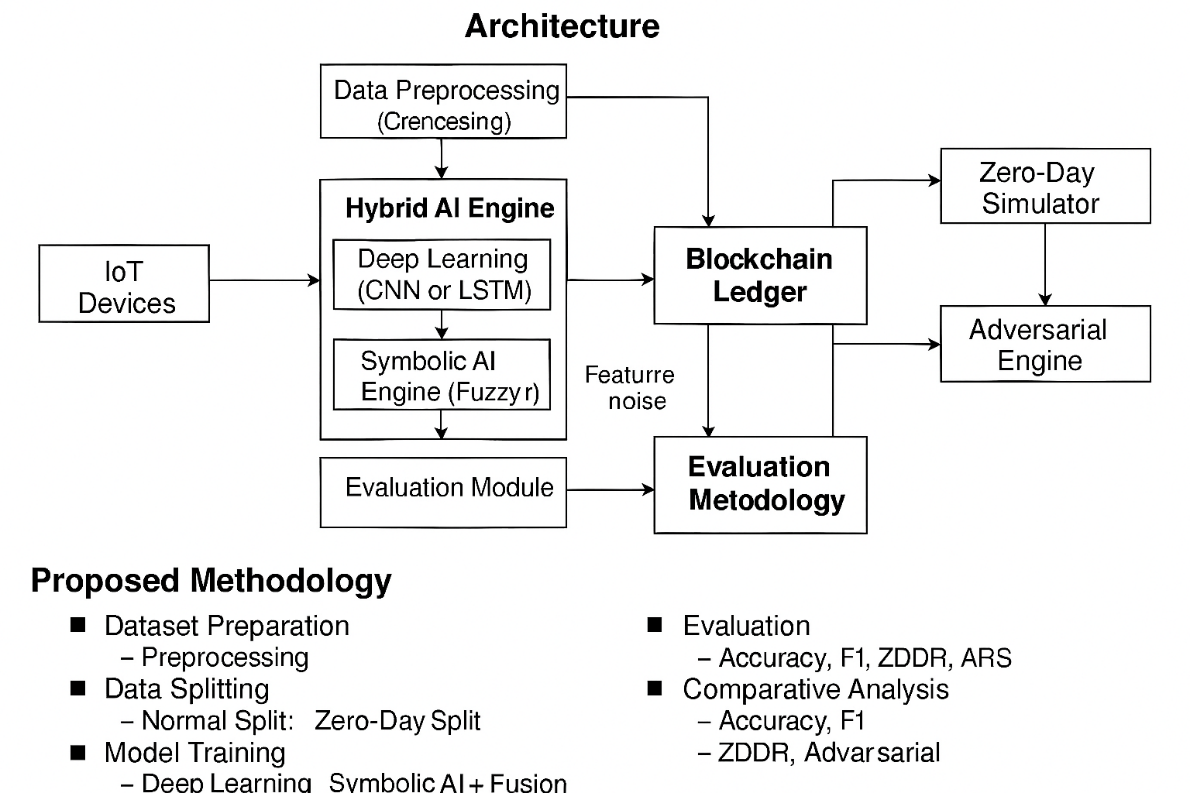 Architecture
Data Preprocessing
(Crencesing)
Hybrid AI Engine
Deep Learning
(CNN or LSTM)
Symbolic AI
Engine (Fuzzy r)
IoT
Devices
Blockchain
Ledger
Zero-Day
Simulator
Adversarial
Engine
Featurre
noise
Evaluation Module
Evaluation
Metodology
Proposed Methodology
■ Dataset Preparation
– Preprocessing
■ Data Splitting
– Normal Split: Zero-Day Split
■ Model Training
– Deep Learning Symbolic AI + Fusion
■ Evaluation
– Accuracy, F1, ZDDR, ARS
■ Comparative Analysis
– Accuracy, F1
– ZDDR, Advarsarial